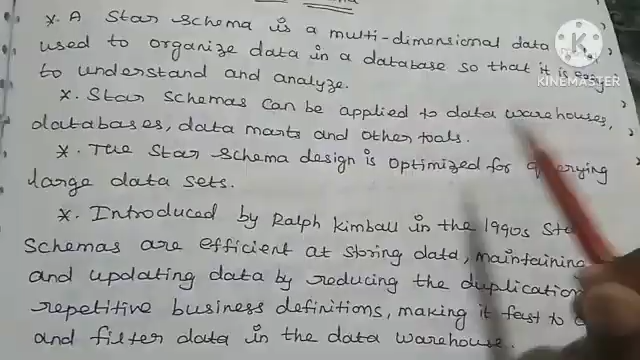 *. A Star schema is a multi-dimensional data
used to organize data in a database so that it is easy
to understand and analyze.
*. Star Schemas can be applied to data warehouses,
databases, data marts and other tools.
*. The Star schema design is optimized for querying
large data sets.
*. Introduced by Ralph Kimball in the 1990s
Schemas are efficient at storing data, maintaining
and updating data by reducing the duplication
repetitive business definitions, making it fast to
and filter data in the data warehouse.
KINEMASTER